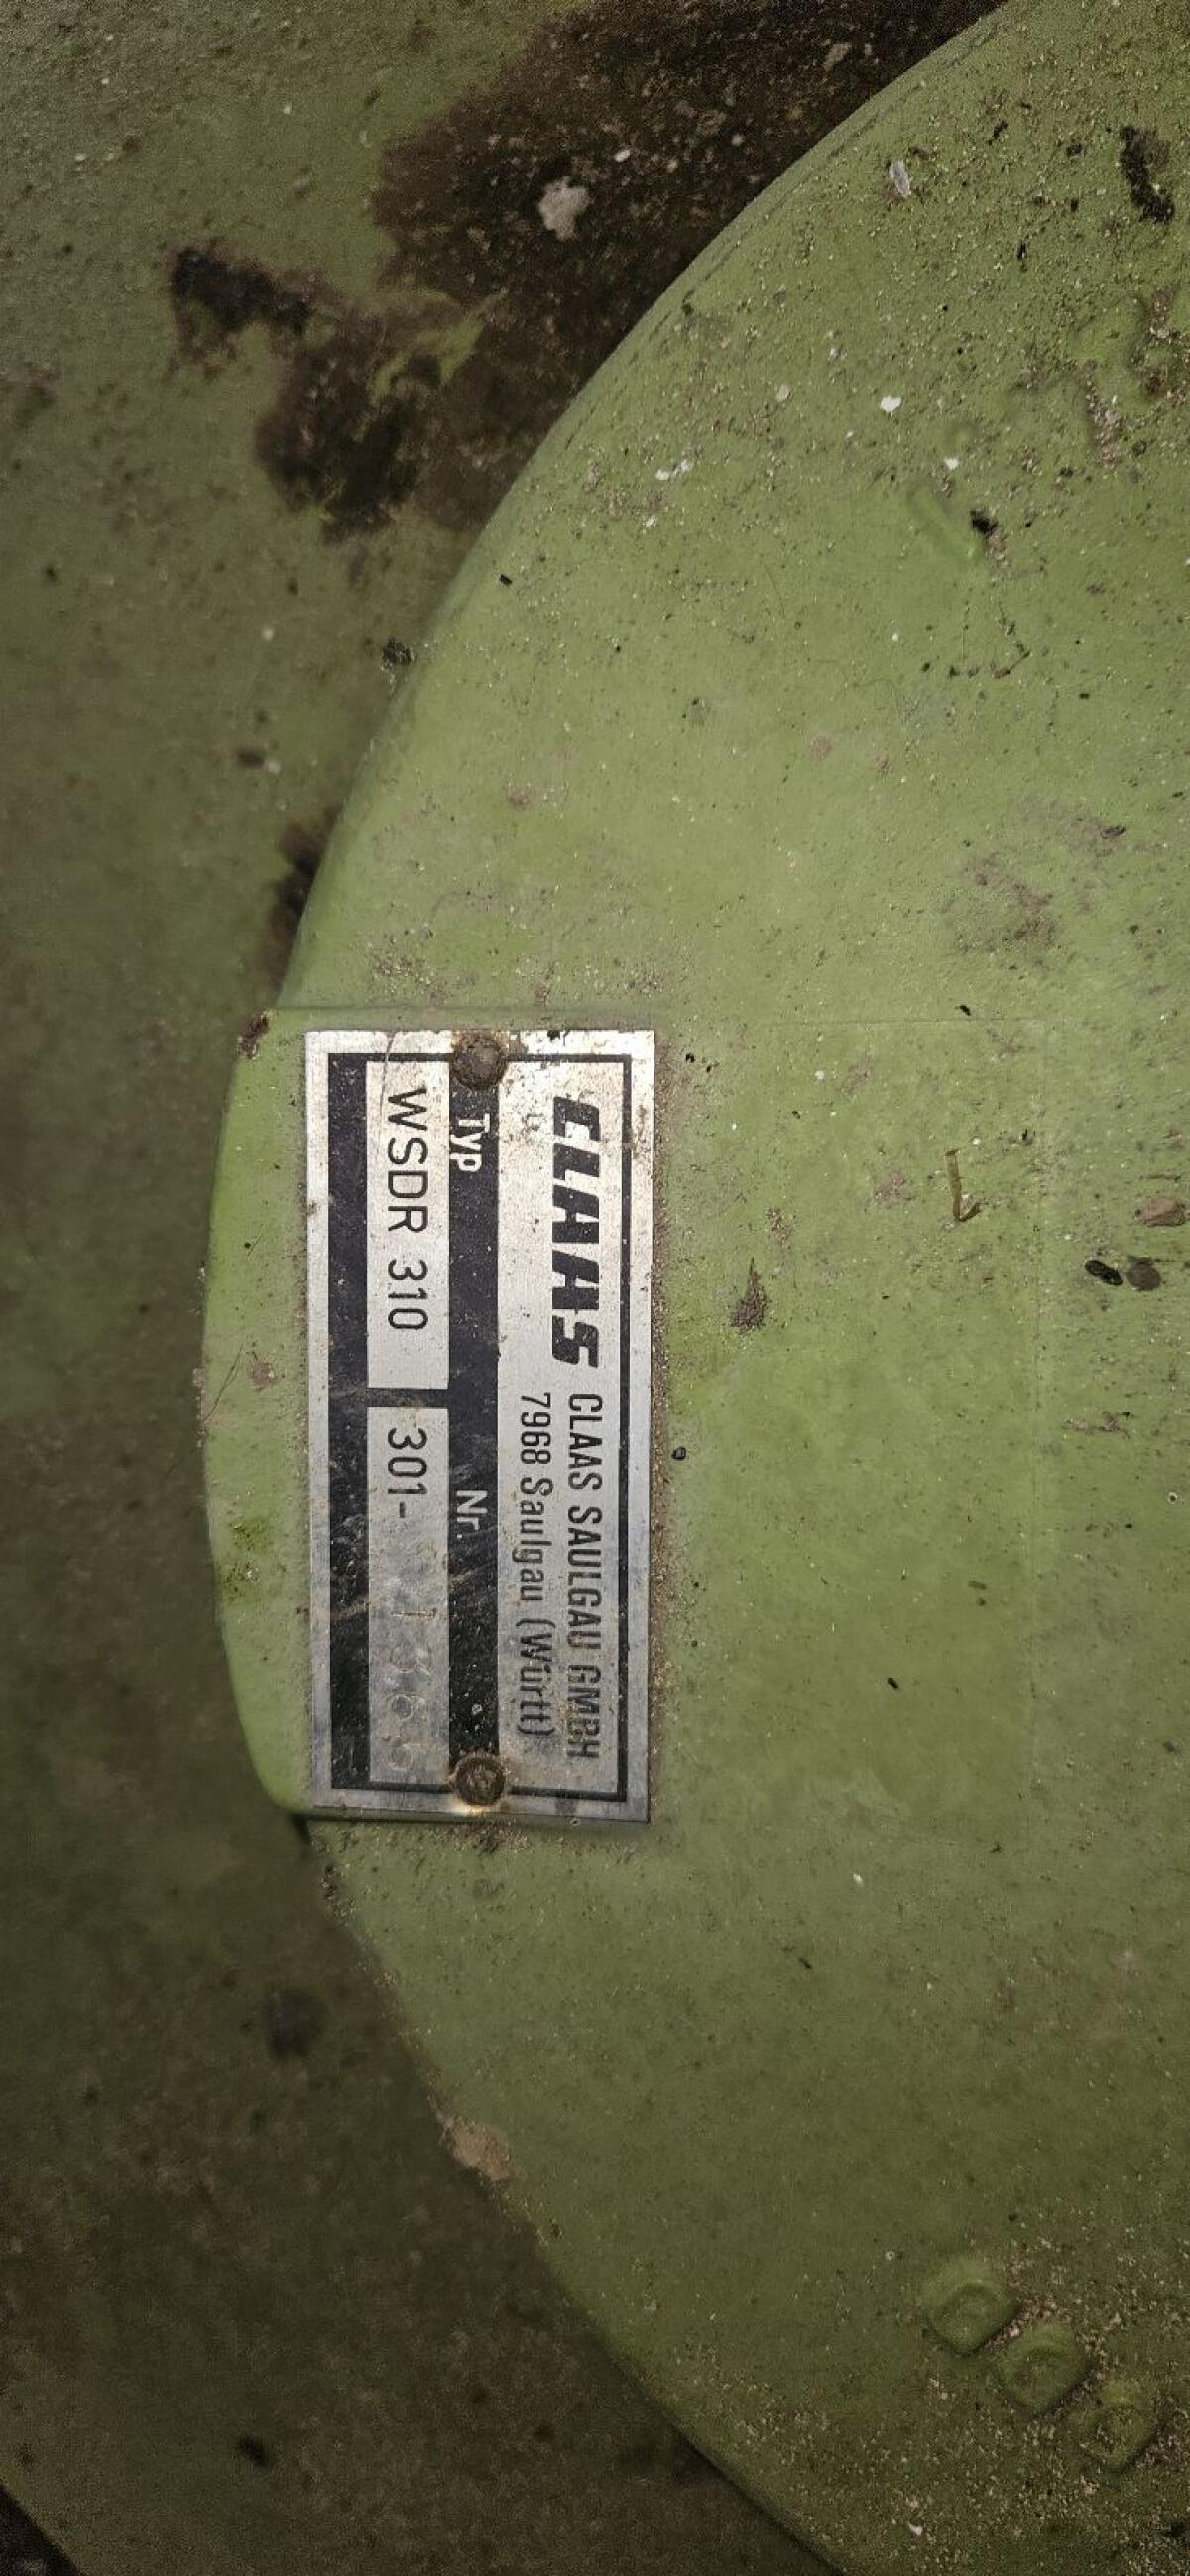 CLAAS
CLAAS SAULGAU GMBH
7968 Saulgau (Württ)
Typ Nr.
WSDR 310 301-